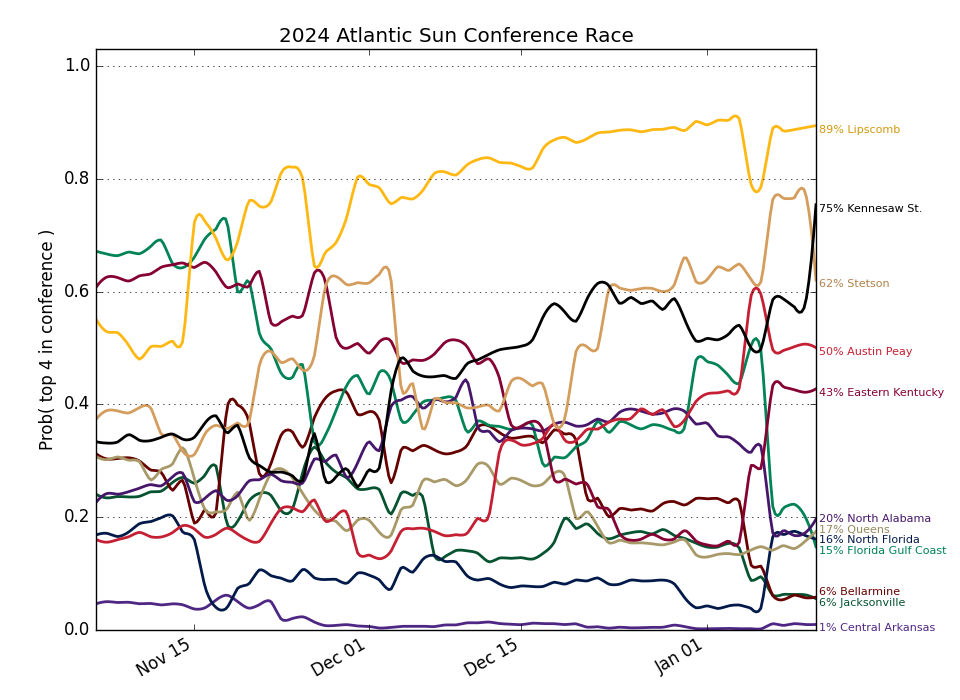 2024 Atlantic Sun Conference Race
Prob( top 4 in conference )
1.0
0.8
0.6
0.4
0.2
0.0
Nov 15
Dec 01
Dec 15
Jan 01
89% Lipscomb
75% Kennesaw St.
62% Stetson
50% Austin Peay
43% Eastern Kentucky
20% North Alabama
17% Queens
16% North Florida
15% Florida Gulf Coast
6% Bellarmine
6% Jacksonville
1% Central Arkansas